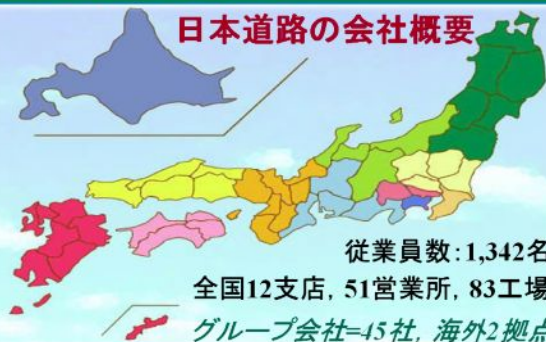 日本道路の会社概要
従業員数:1,342名
全国12支店, 51営業所, 83工場
グループ会社=45社, 海外2拠点